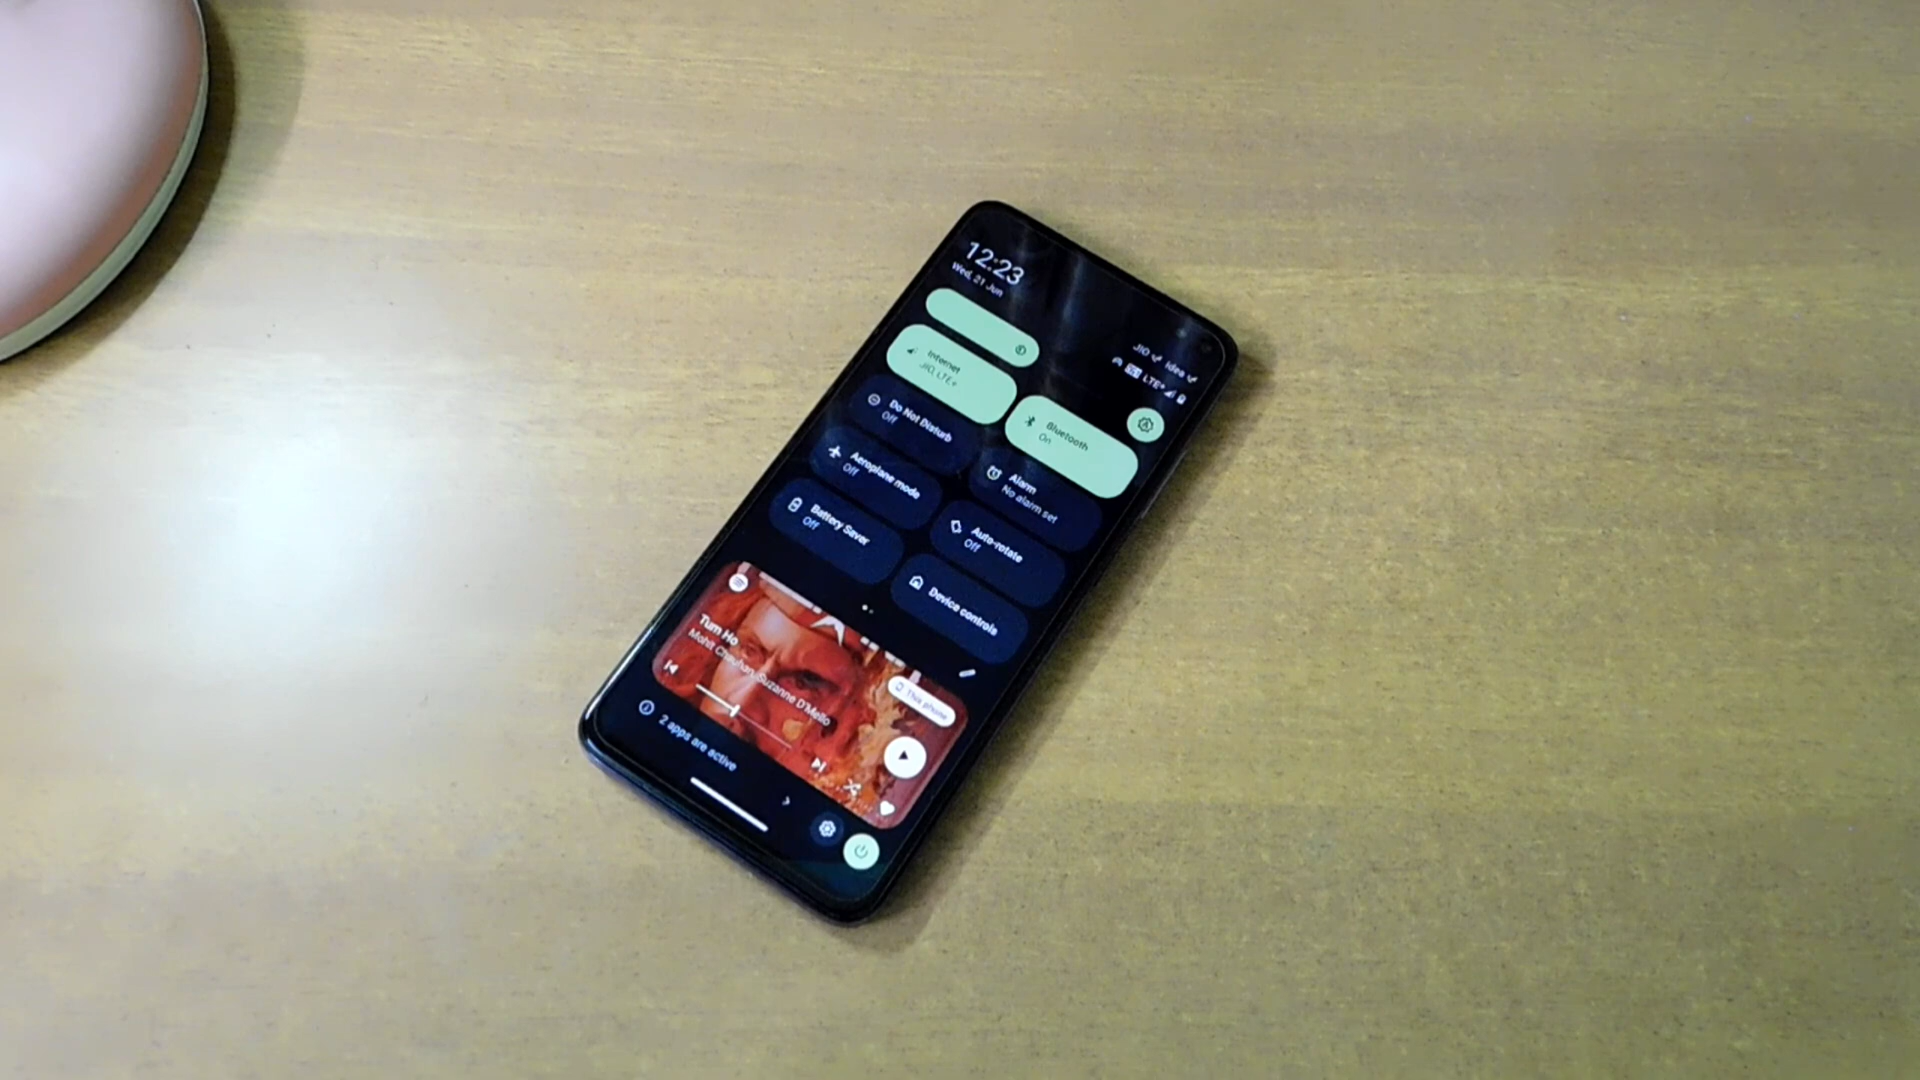 12:23
Wed, 21 Jun
JIO Idea
LTE+
Internet
JIO, LTE+
Bluetooth
On
Do Not Disturb
Off
Alarm
No alarm set
Aeroplane mode
Off
Auto-rotate
Off
Battery Saver
Off
Device controls
This phone
Tum Ho
Mohit Chauhan, Suzanne D'Mello
2 apps are active